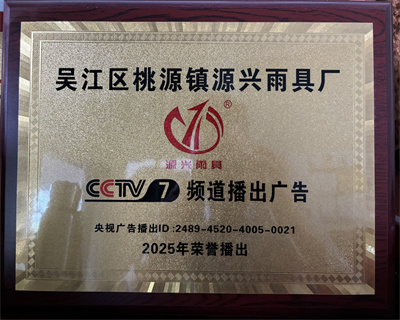 吴江区桃源镇源兴雨具厂
®
源兴雨具
CCTV 7 频道播出广告
央视广告播出ID:2489-4520-4005-0021
2025年荣誉播出